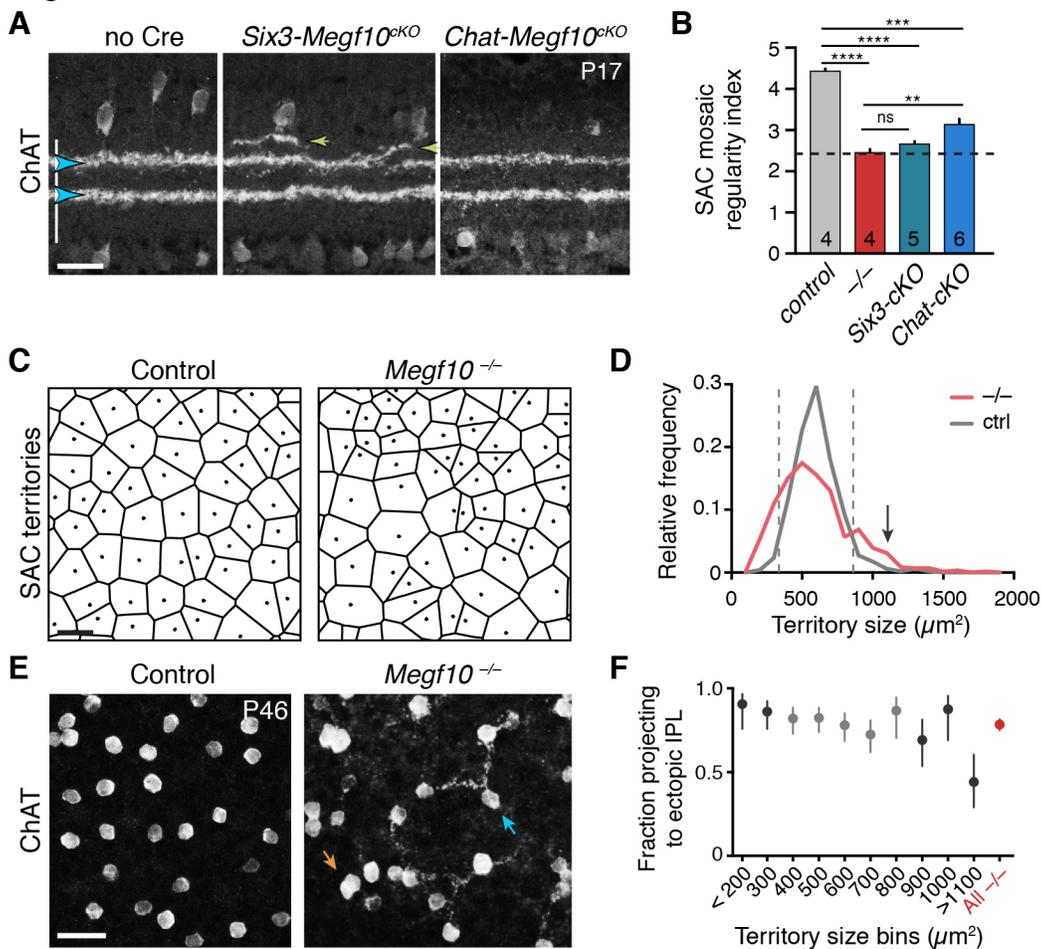 A
no Cre
Six3-Megf10cKO
Chat-Megf10cKO
P17
ChAT
B
***
****
****
**
ns
SAC mosaic
regularity index
5
4
3
2
1
0
4
4
5
6
control
–/–
Six3-cKO
Chat-cKO
C
Control
Megf10 –/–
SAC territories
D
Relative frequency
0.3
0.2
0.1
0
–/–
ctrl
0
500
1000
1500
2000
Territory size (µm2)
E
Control
Megf10 –/–
P46
ChAT
F
Fraction projecting
to ectopic IPL
1.0
0.5
0
< 200
300
400
500
600
700
800
900
1000
>1100
All –/–
Territory size bins (µm2)